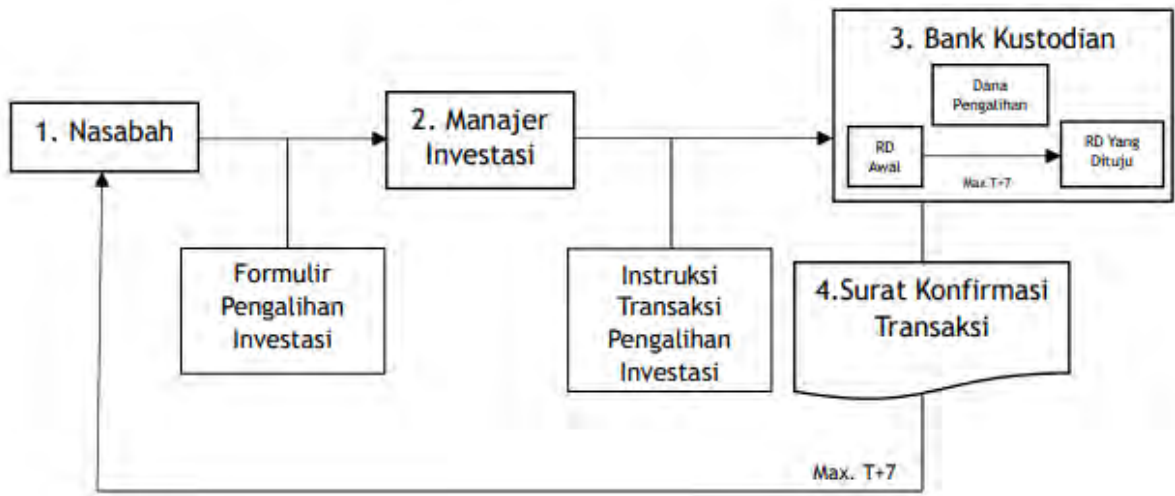 1. Nasabah
2. Manajer
Investasi
3. Bank Kustodian
Dana
Pengalihan
RD
Awal
RD Yang
Dituju
Max.T+7
Formulir
Pengalihan
Investasi
Instruksi
Transaksi
Pengalihan
Investasi
4.Surat Konfirmasi
Transaksi
Max. T+7